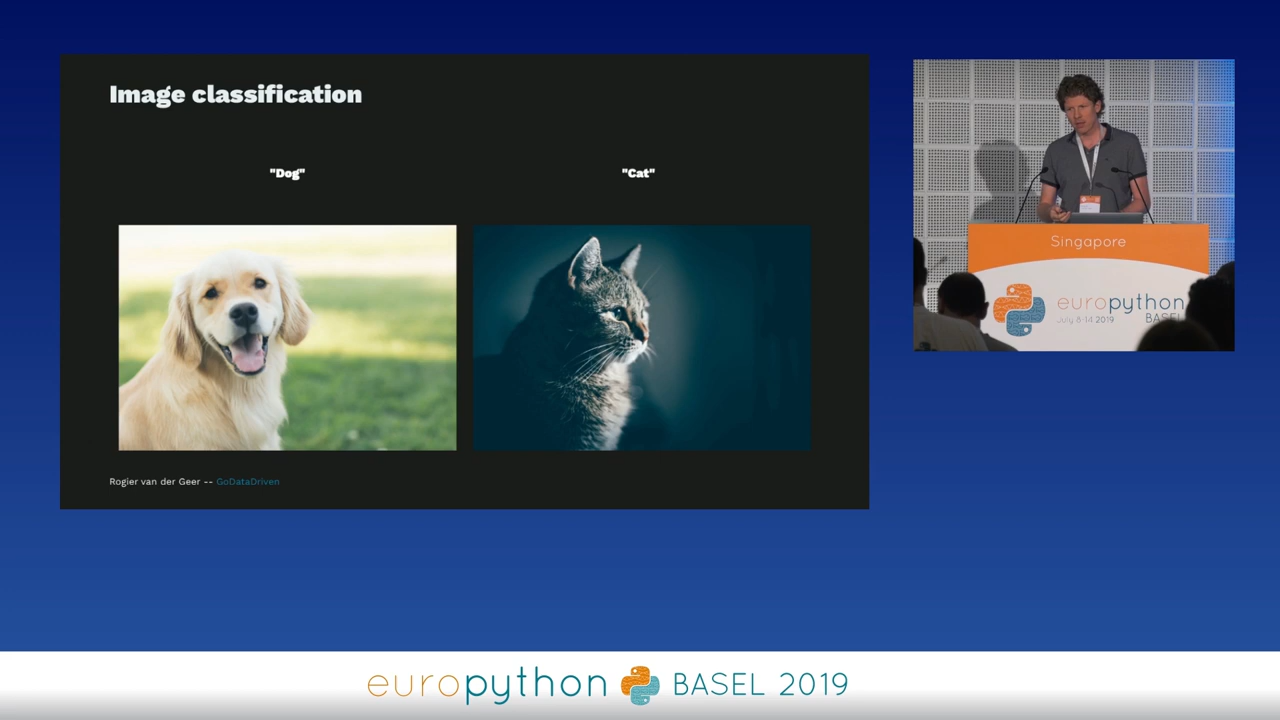 Image classification
"Dog"
"Cat"
Rogier van der Geer -- GoDataDriven
Singapore
europython
July 8-14 2019
BASEL
europython BASEL 2019